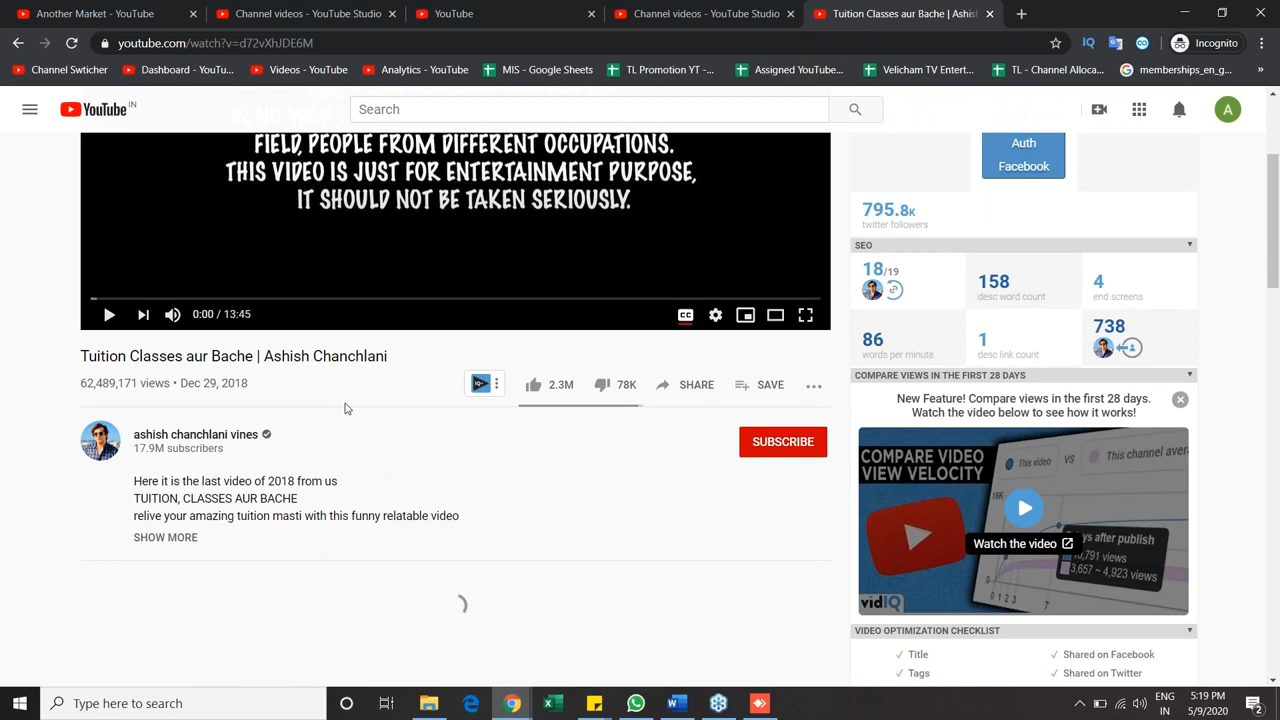 Another Market - YouTube
Channel videos - YouTube Studio
YouTube
Channel videos - YouTube Studio
Tuition Classes aur Bache | Ashis
youtube.com/watch?v=d72vXhJDE6M
Incognito
Channel Swticher
Dashboard - YouTu...
Videos - YouTube
Analytics - YouTube
MIS - Google Sheets
TL Promotion YT -...
Assigned YouTube...
Velicham TV Entert...
TL - Channel Alloca...
memberships_en_g...
YouTube IN
Search
A
FIELD, PEOPLE FROM DIFFERENT OCCUPATIONS.
THIS VIDEO IS JUST FOR ENTERTAINMENT PURPOSE,
IT SHOULD NOT BE TAKEN SERIOUSLY.
0:00 / 13:45
Tuition Classes aur Bache | Ashish Chanchlani
62,489,171 views • Dec 29, 2018
2.3M
78K
SHARE
SAVE
ashish chanchlani vines
17.9M subscribers
SUBSCRIBE
Here it is the last video of 2018 from us
TUITION, CLASSES AUR BACHE
relive your amazing tuition masti with this funny relatable video
SHOW MORE
Auth
Facebook
795.8K
twitter followers
SEO
18/19
158
desc word count
4
end screens
86
words per minute
1
desc link count
738
COMPARE VIEWS IN THE FIRST 28 DAYS
New Feature! Compare views in the first 28 days.
Watch the video below to see how it works!
COMPARE VIDEO
VIEW VELOCITY
This video
VS
This channel avera
16K
Watch the video
ys after publish
10,791 views
3,657 ~ 4,923 views
0 1 2 3
7
vidIQ
VIDEO OPTIMIZATION CHECKLIST
Title
Shared on Facebook
Tags
Shared on Twitter
Type here to search
ENG
IN
5:19 PM
5/9/2020
2